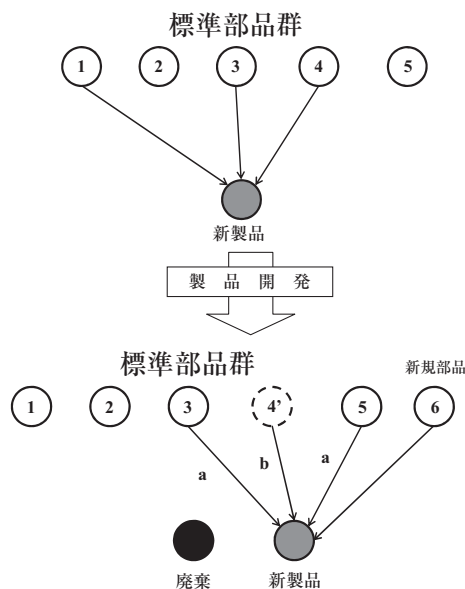 標準部品群
1 2 3 4 5
新製品
製 品 開 発
標準部品群
新規部品
1 2 3 4' 5 6
a b a
廃棄 新製品